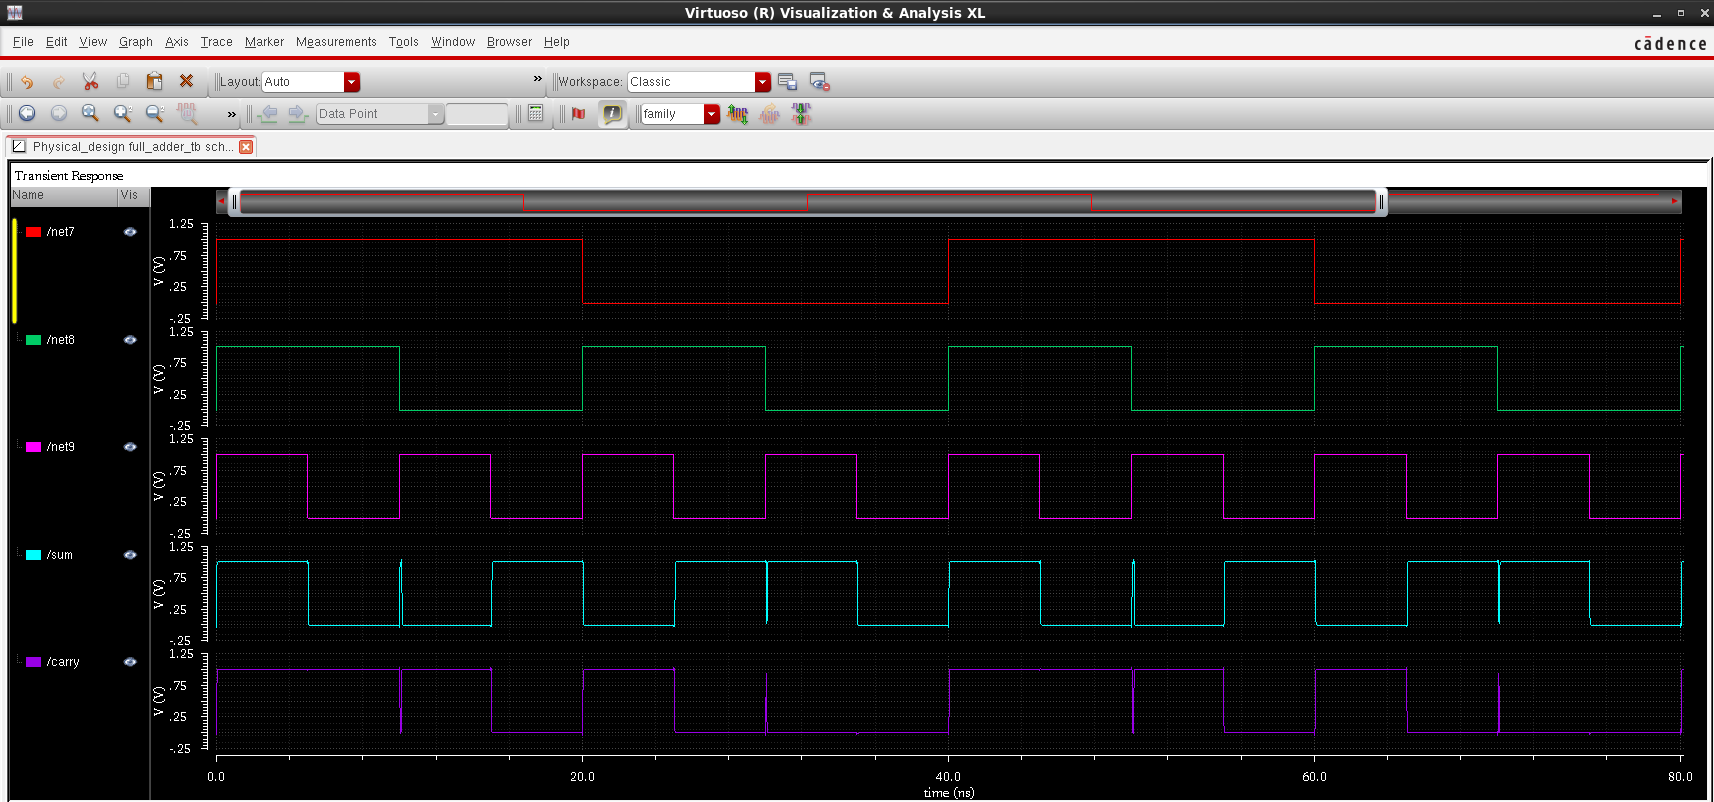 Virtuoso (R) Visualization & Analysis XL
File Edit View Graph Axis Trace Marker Measurements Tools Window Browser Help
cādence
Layout: Auto » Workspace: Classic
» Data Point family
Physical_design full_adder_tb sch...
Transient Response
Name Vis
/net7
1.25
.75
.25
-.25
V (V)
/net8
1.25
.75
.25
-.25
V (V)
/net9
1.25
.75
.25
-.25
V (V)
/sum
1.25
.75
.25
-.25
V (V)
/carry
1.25
.75
.25
-.25
V (V)
0.0 20.0 40.0 60.0 80.0
time (ns)